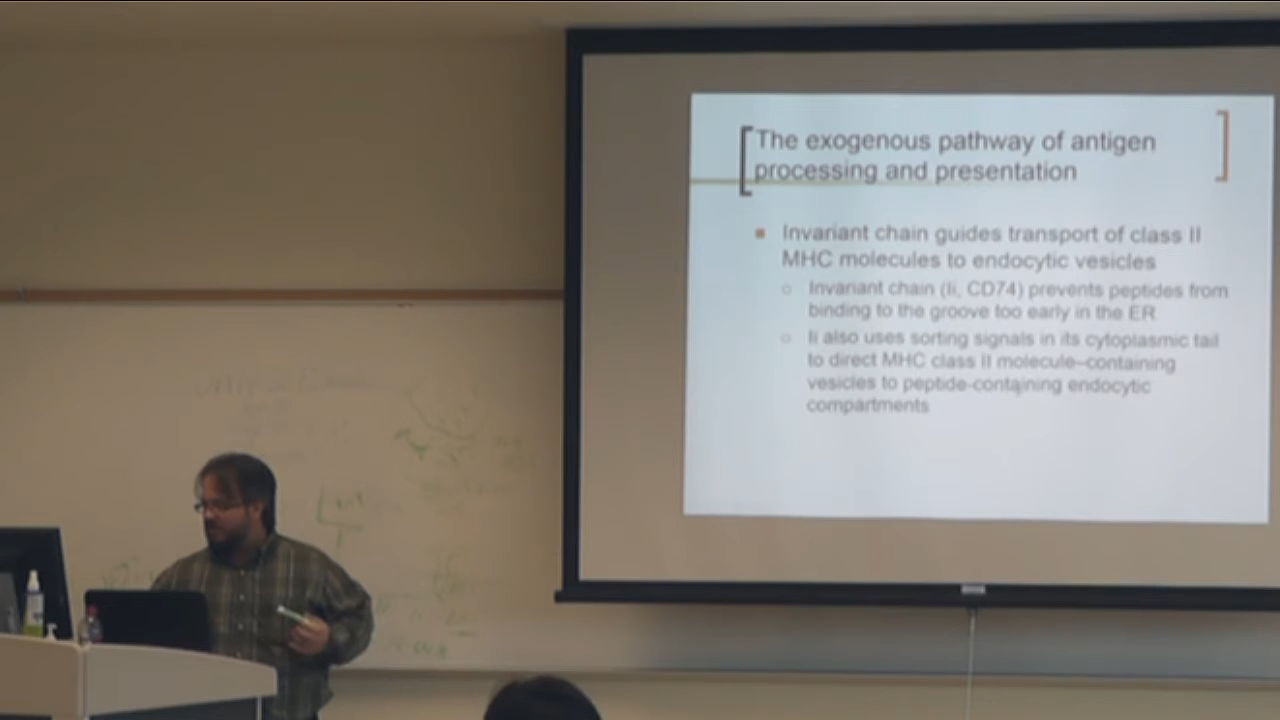 The exogenous pathway of antigen
processing and presentation
Invariant chain guides transport of class II
MHC molecules to endocytic vesicles
Invariant chain (Ii, CD74) prevents peptides from
binding to the groove too early in the ER
Ii also uses sorting signals in its cytoplasmic tail
to direct MHC class II molecule–containing
vesicles to peptide-containing endocytic
compartments